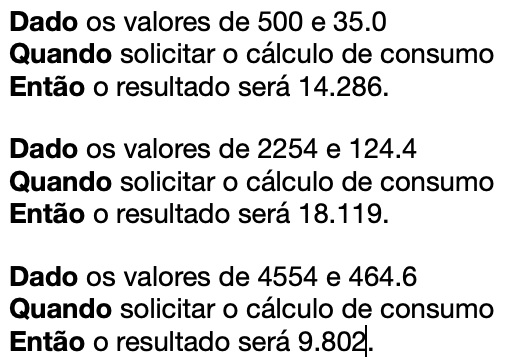 Dado os valores de 500 e 35.0
Quando solicitar o cálculo de consumo
Então o resultado será 14.286.
Dado os valores de 2254 e 124.4
Quando solicitar o cálculo de consumo
Então o resultado será 18.119.
Dado os valores de 4554 e 464.6
Quando solicitar o cálculo de consumo
Então o resultado será 9.802.